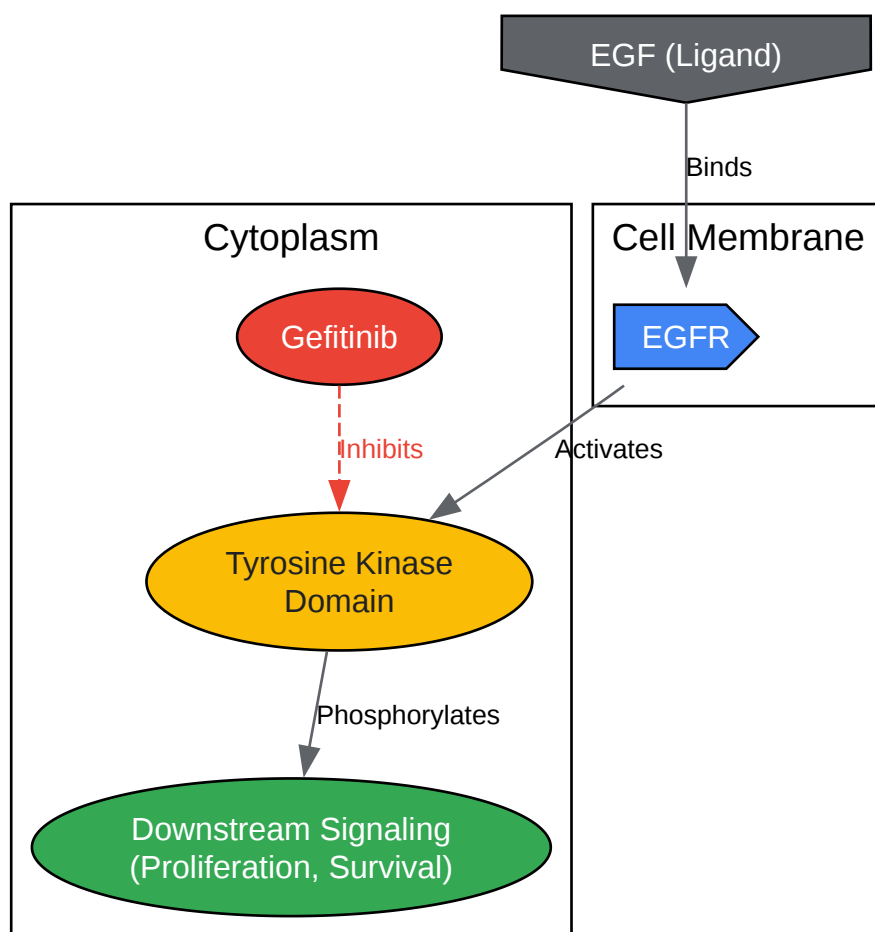 EGF (Ligand)
Binds
Cytoplasm
Cell Membrane
Gefitinib
EGFR
Inhibits
Activates
Tyrosine Kinase
Domain
Phosphorylates
Downstream Signaling
(Proliferation, Survival)